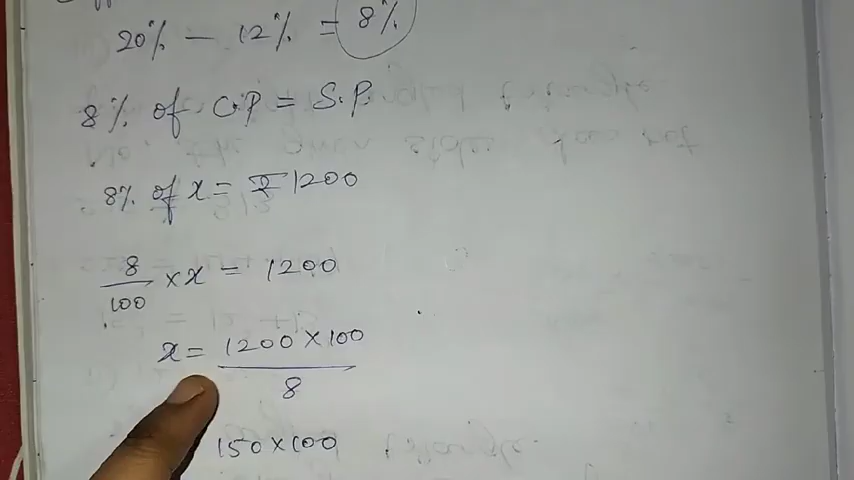 20% - 12% = 8%
8% of C.P = S.P.
8% of x = ₹ 1200
8/100 × x = 1200
x = 1200 × 100 / 8
150 × 100